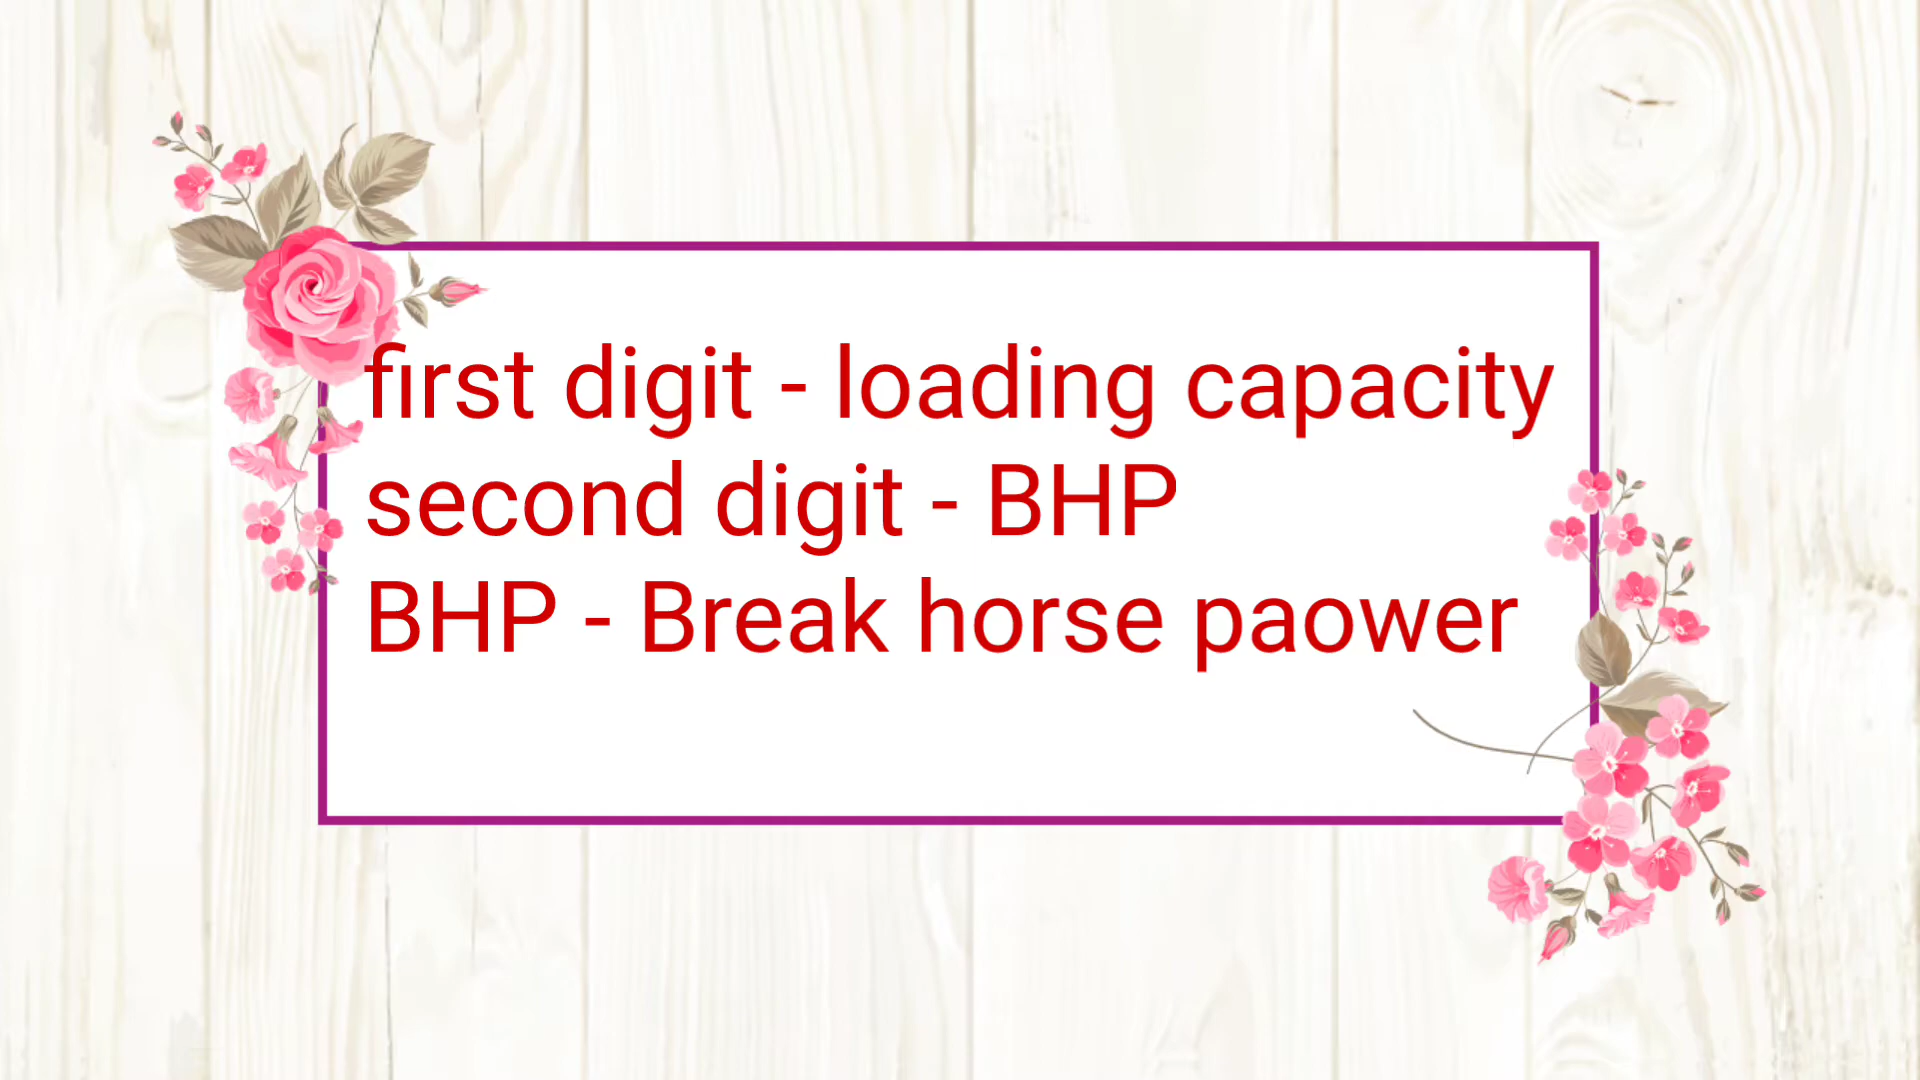 first digit - loading capacity
second digit - BHP
BHP - Break horse paower